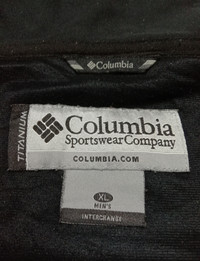 Columbia
TITANIUM
Columbia
Sportswear Company
COLUMBIA.COM
XL
MEN'S
INTERCHANGE